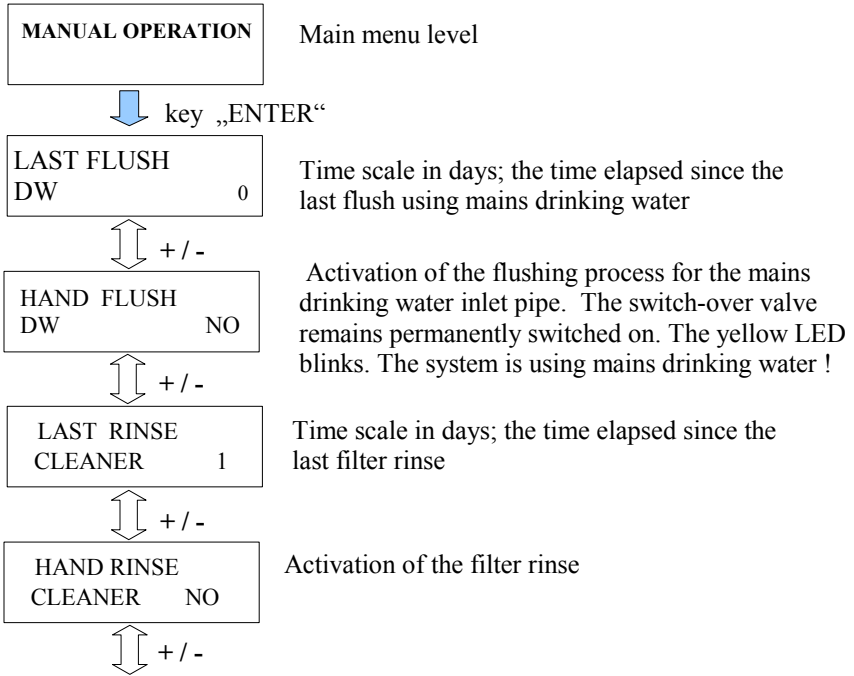 MANUAL OPERATION
Main menu level
key „ENTER“
LAST FLUSH
DW 0
Time scale in days; the time elapsed since the
last flush using mains drinking water
+ / -
HAND FLUSH
DW NO
Activation of the flushing process for the mains
drinking water inlet pipe. The switch-over valve
remains permanently switched on. The yellow LED
blinks. The system is using mains drinking water !
+ / -
LAST RINSE
CLEANER 1
Time scale in days; the time elapsed since the
last filter rinse
+ / -
HAND RINSE
CLEANER NO
Activation of the filter rinse
+ / -